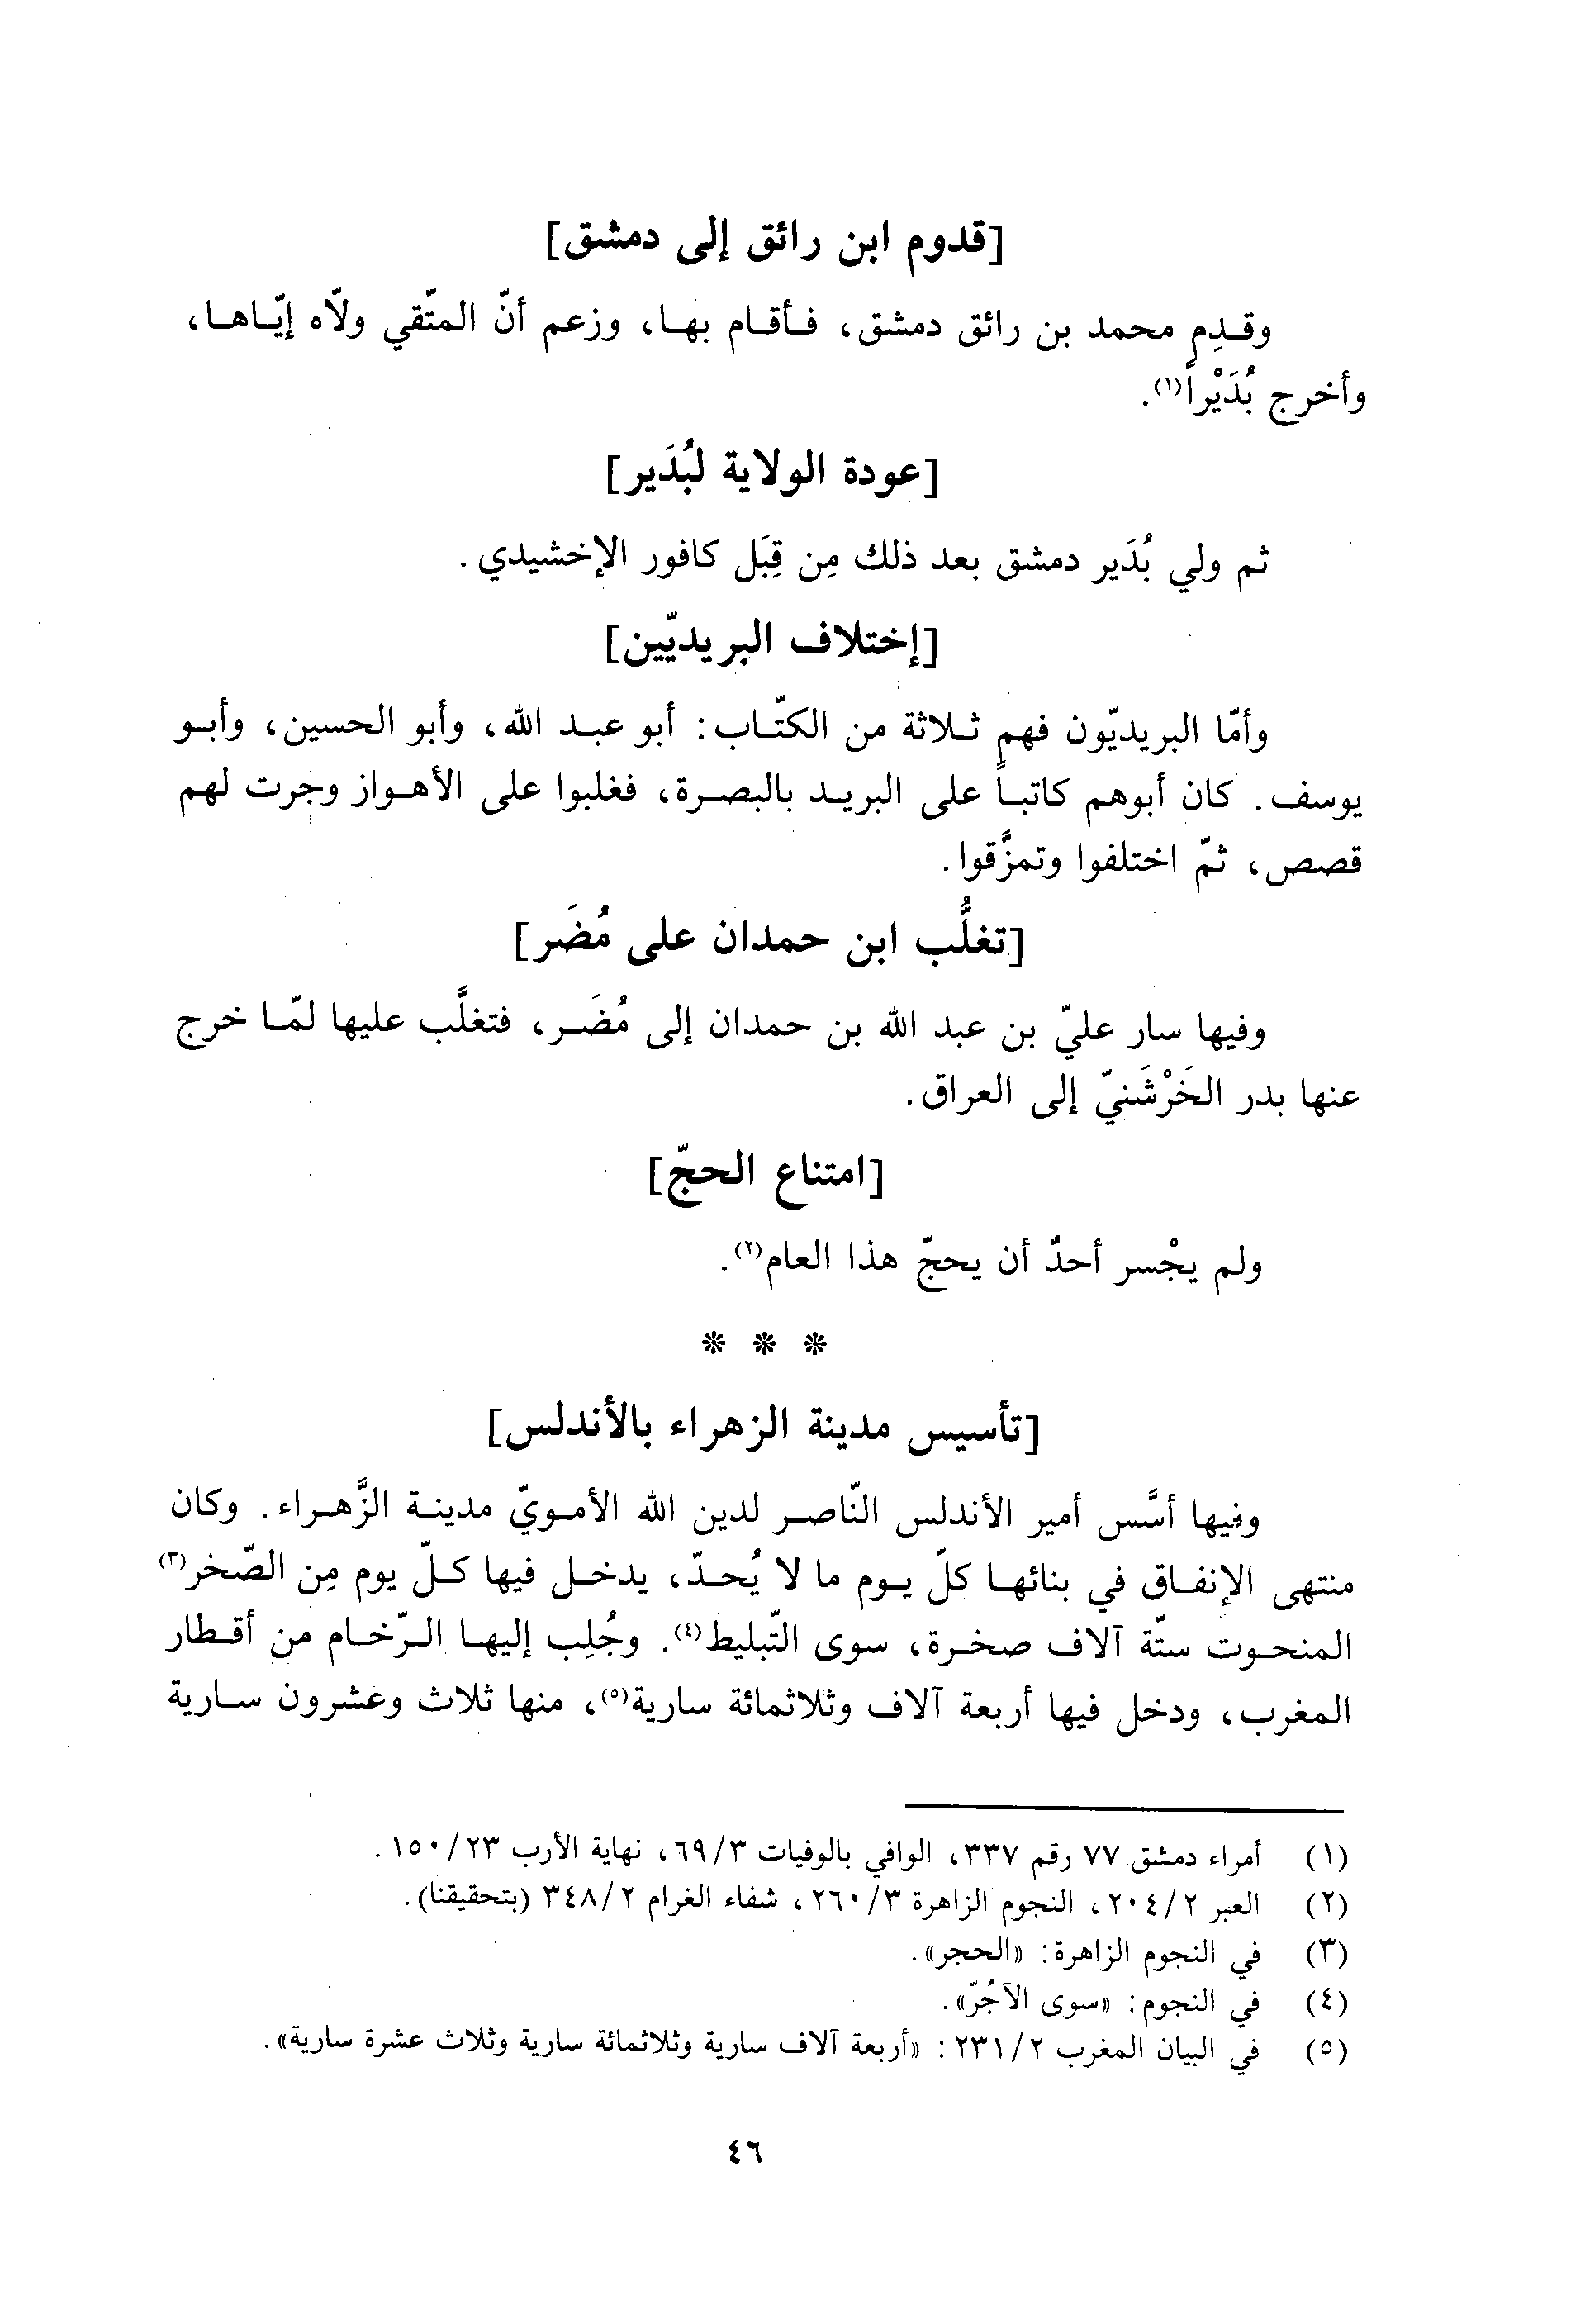 [قدوم ابن رائق إلى دمشق]
وقدِم محمد بن رائق دمشق، فأقام بها، وزعم أنّ المتّقي ولاّه إيّاها،
وأخرج بُدَيْراً(١).
[عودة الولاية لبُدَير]
ثم ولي بُدَير دمشق بعد ذلك مِن قِبَل كافور الإخشيدي.
[إختلاف البريديّين]
وأمّا البريديّون فهم ثلاثة من الكتّاب: أبو عبد الله، وأبو الحسين، وأبو
يوسف. كان أبوهم كاتباً على البريد بالبصرة، فغلبوا على الأهواز وجرت لهم
قصص، ثمّ اختلفوا وتمزَّقوا.
[تغلُّب ابن حمدان على مُضَر]
وفيها سار عليّ بن عبد الله بن حمدان إلى مُضَر، فتغلَّب عليها لمّا خرج
عنها بدر الخَرْشَنيّ إلى العراق.
[امتناع الحجّ]
ولم يجْسر أحدٌ أن يحجّ هذا العام(٢).
* * *
[تأسيس مدينة الزهراء بالأندلس]
وفيها أسَّس أمير الأندلس النّاصر لدين الله الأمويّ مدينة الزَّهراء. وكان
منتهى الإنفاق في بنائها كلّ يوم ما لا يُحدّ، يدخل فيها كلّ يوم مِن الصّخر(٣)
المنحوت ستّة آلاف صخرة، سوى التّبليط(٤). وجُلِب إليها الرّخام من أقطار
المغرب، ودخل فيها أربعة آلاف وثلاثمائة سارية(٥)، منها ثلاث وعشرون سارية
(١) أمراء دمشق ٧٧ رقم ٣٣٧، الوافي بالوفيات ٦٩/٣، نهاية الأرب ١٥٠/٢٣.
(٢) العبر ٢٠٤/٢، النجوم الزاهرة ٢٦٠/٣، شفاء الغرام ٣٤٨/٢ (بتحقيقنا).
(٣) في النجوم الزاهرة: «الحجر».
(٤) في النجوم: «سوى الآجُرّ».
(٥) في البيان المغرب ٢٣١/٢: «أربعة آلاف سارية وثلاثمائة سارية وثلاث عشرة سارية».
٤٦